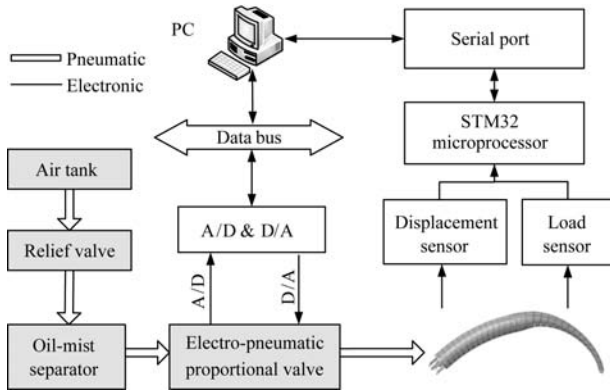 PC
Serial port
Pneumatic
Electronic
STM32
microprocessor
Data bus
Air tank
A/D & D/A
Displacement
sensor
Load
sensor
Relief valve
A/D
D/A
Oil-mist
separator
Electro-pneumatic
proportional valve